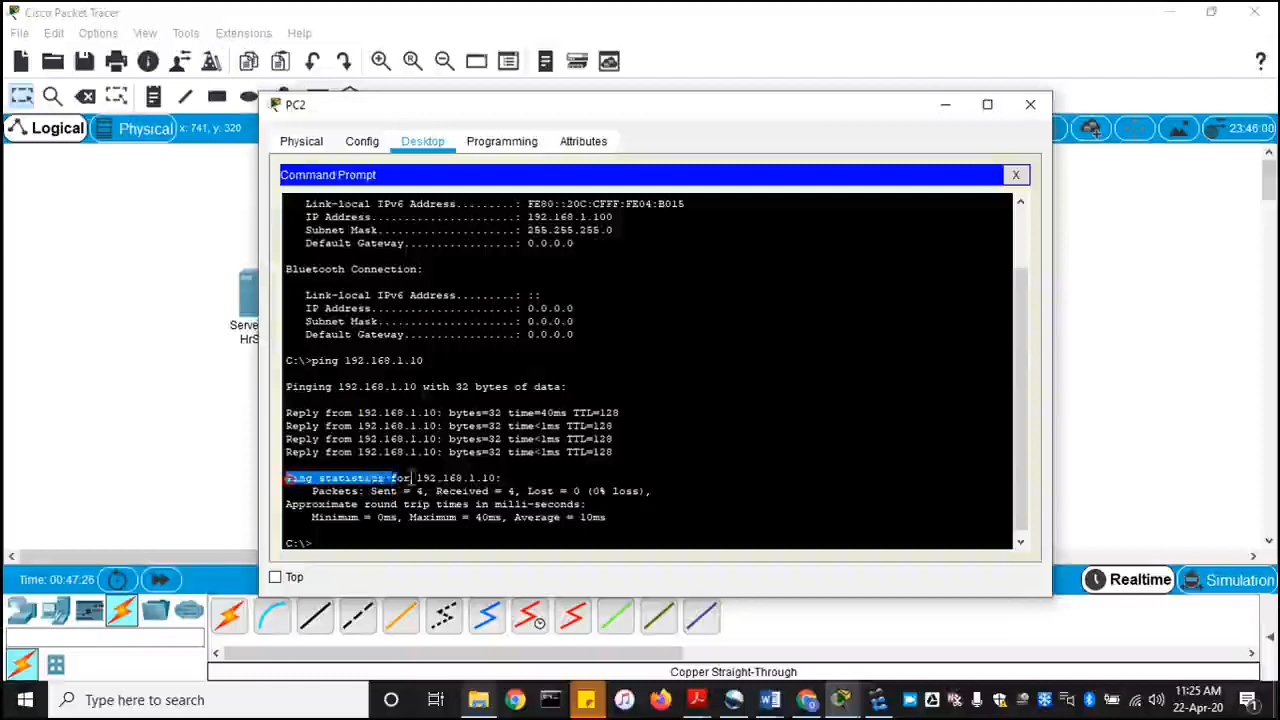 Cisco Packet Tracer
File Edit Options View Tools Extensions Help
Logical Physical x: 741, y: 320 23:46:00
PC2
Physical Config Desktop Programming Attributes
Command Prompt X
Link-local IPv6 Address.........: FE80::20C:CFFF:FE04:B015
IP Address......................: 192.168.1.100
Subnet Mask.....................: 255.255.255.0
Default Gateway.................: 0.0.0.0
Bluetooth Connection:
Link-local IPv6 Address.........: ::
IP Address......................: 0.0.0.0
Subnet Mask.....................: 0.0.0.0
Default Gateway.................: 0.0.0.0
Serve
HrS
C:\>ping 192.168.1.10
Pinging 192.168.1.10 with 32 bytes of data:
Reply from 192.168.1.10: bytes=32 time=40ms TTL=128
Reply from 192.168.1.10: bytes=32 time<1ms TTL=128
Reply from 192.168.1.10: bytes=32 time<1ms TTL=128
Reply from 192.168.1.10: bytes=32 time<1ms TTL=128
Ping statistics for 192.168.1.10:
Packets: Sent = 4, Received = 4, Lost = 0 (0% loss),
Approximate round trip times in milli-seconds:
Minimum = 0ms, Maximum = 40ms, Average = 10ms
C:\>
Top
Time: 00:47:26 Realtime Simulation
Copper Straight-Through
Type here to search
11:25 AM
22-Apr-20